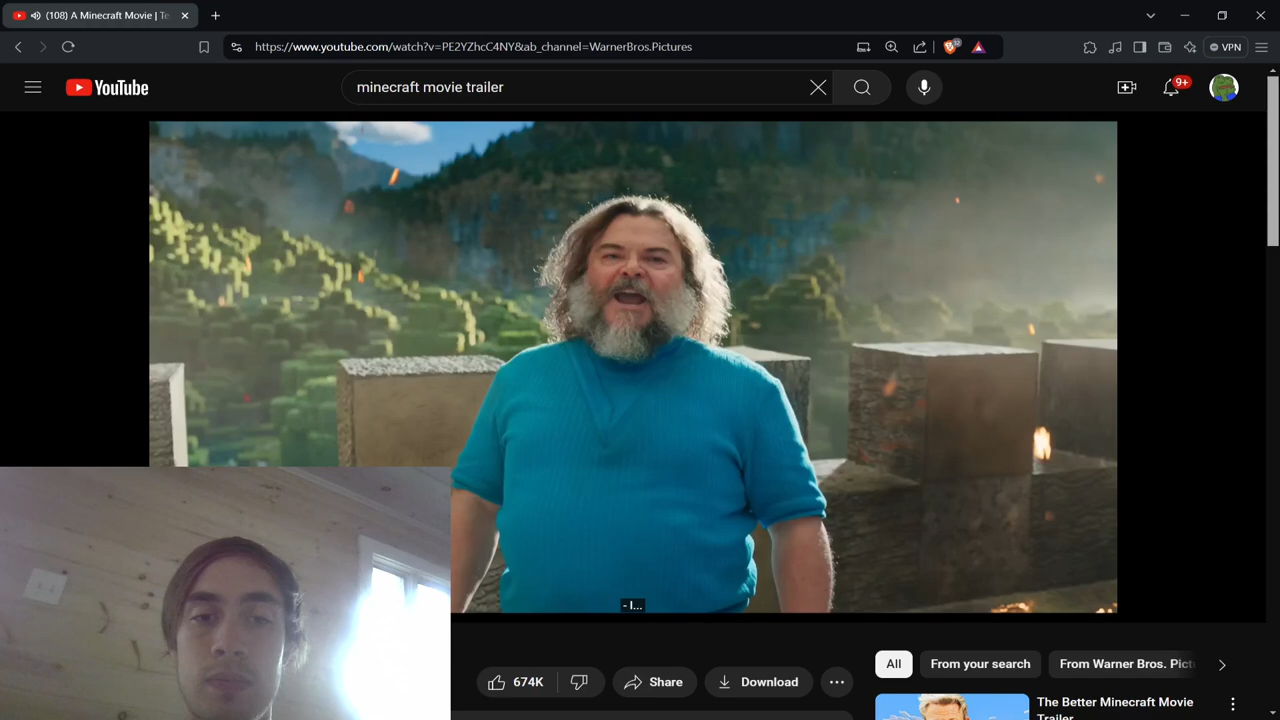 (108) A Minecraft Movie | Te
https://www.youtube.com/watch?v=PE2YZhcC4NY&ab_channel=WarnerBros.Pictures
VPN
YouTube
minecraft movie trailer
9+
- I...
674K
Share
Download
All
From your search
From Warner Bros. Pictu
The Better Minecraft Movie
Trailer